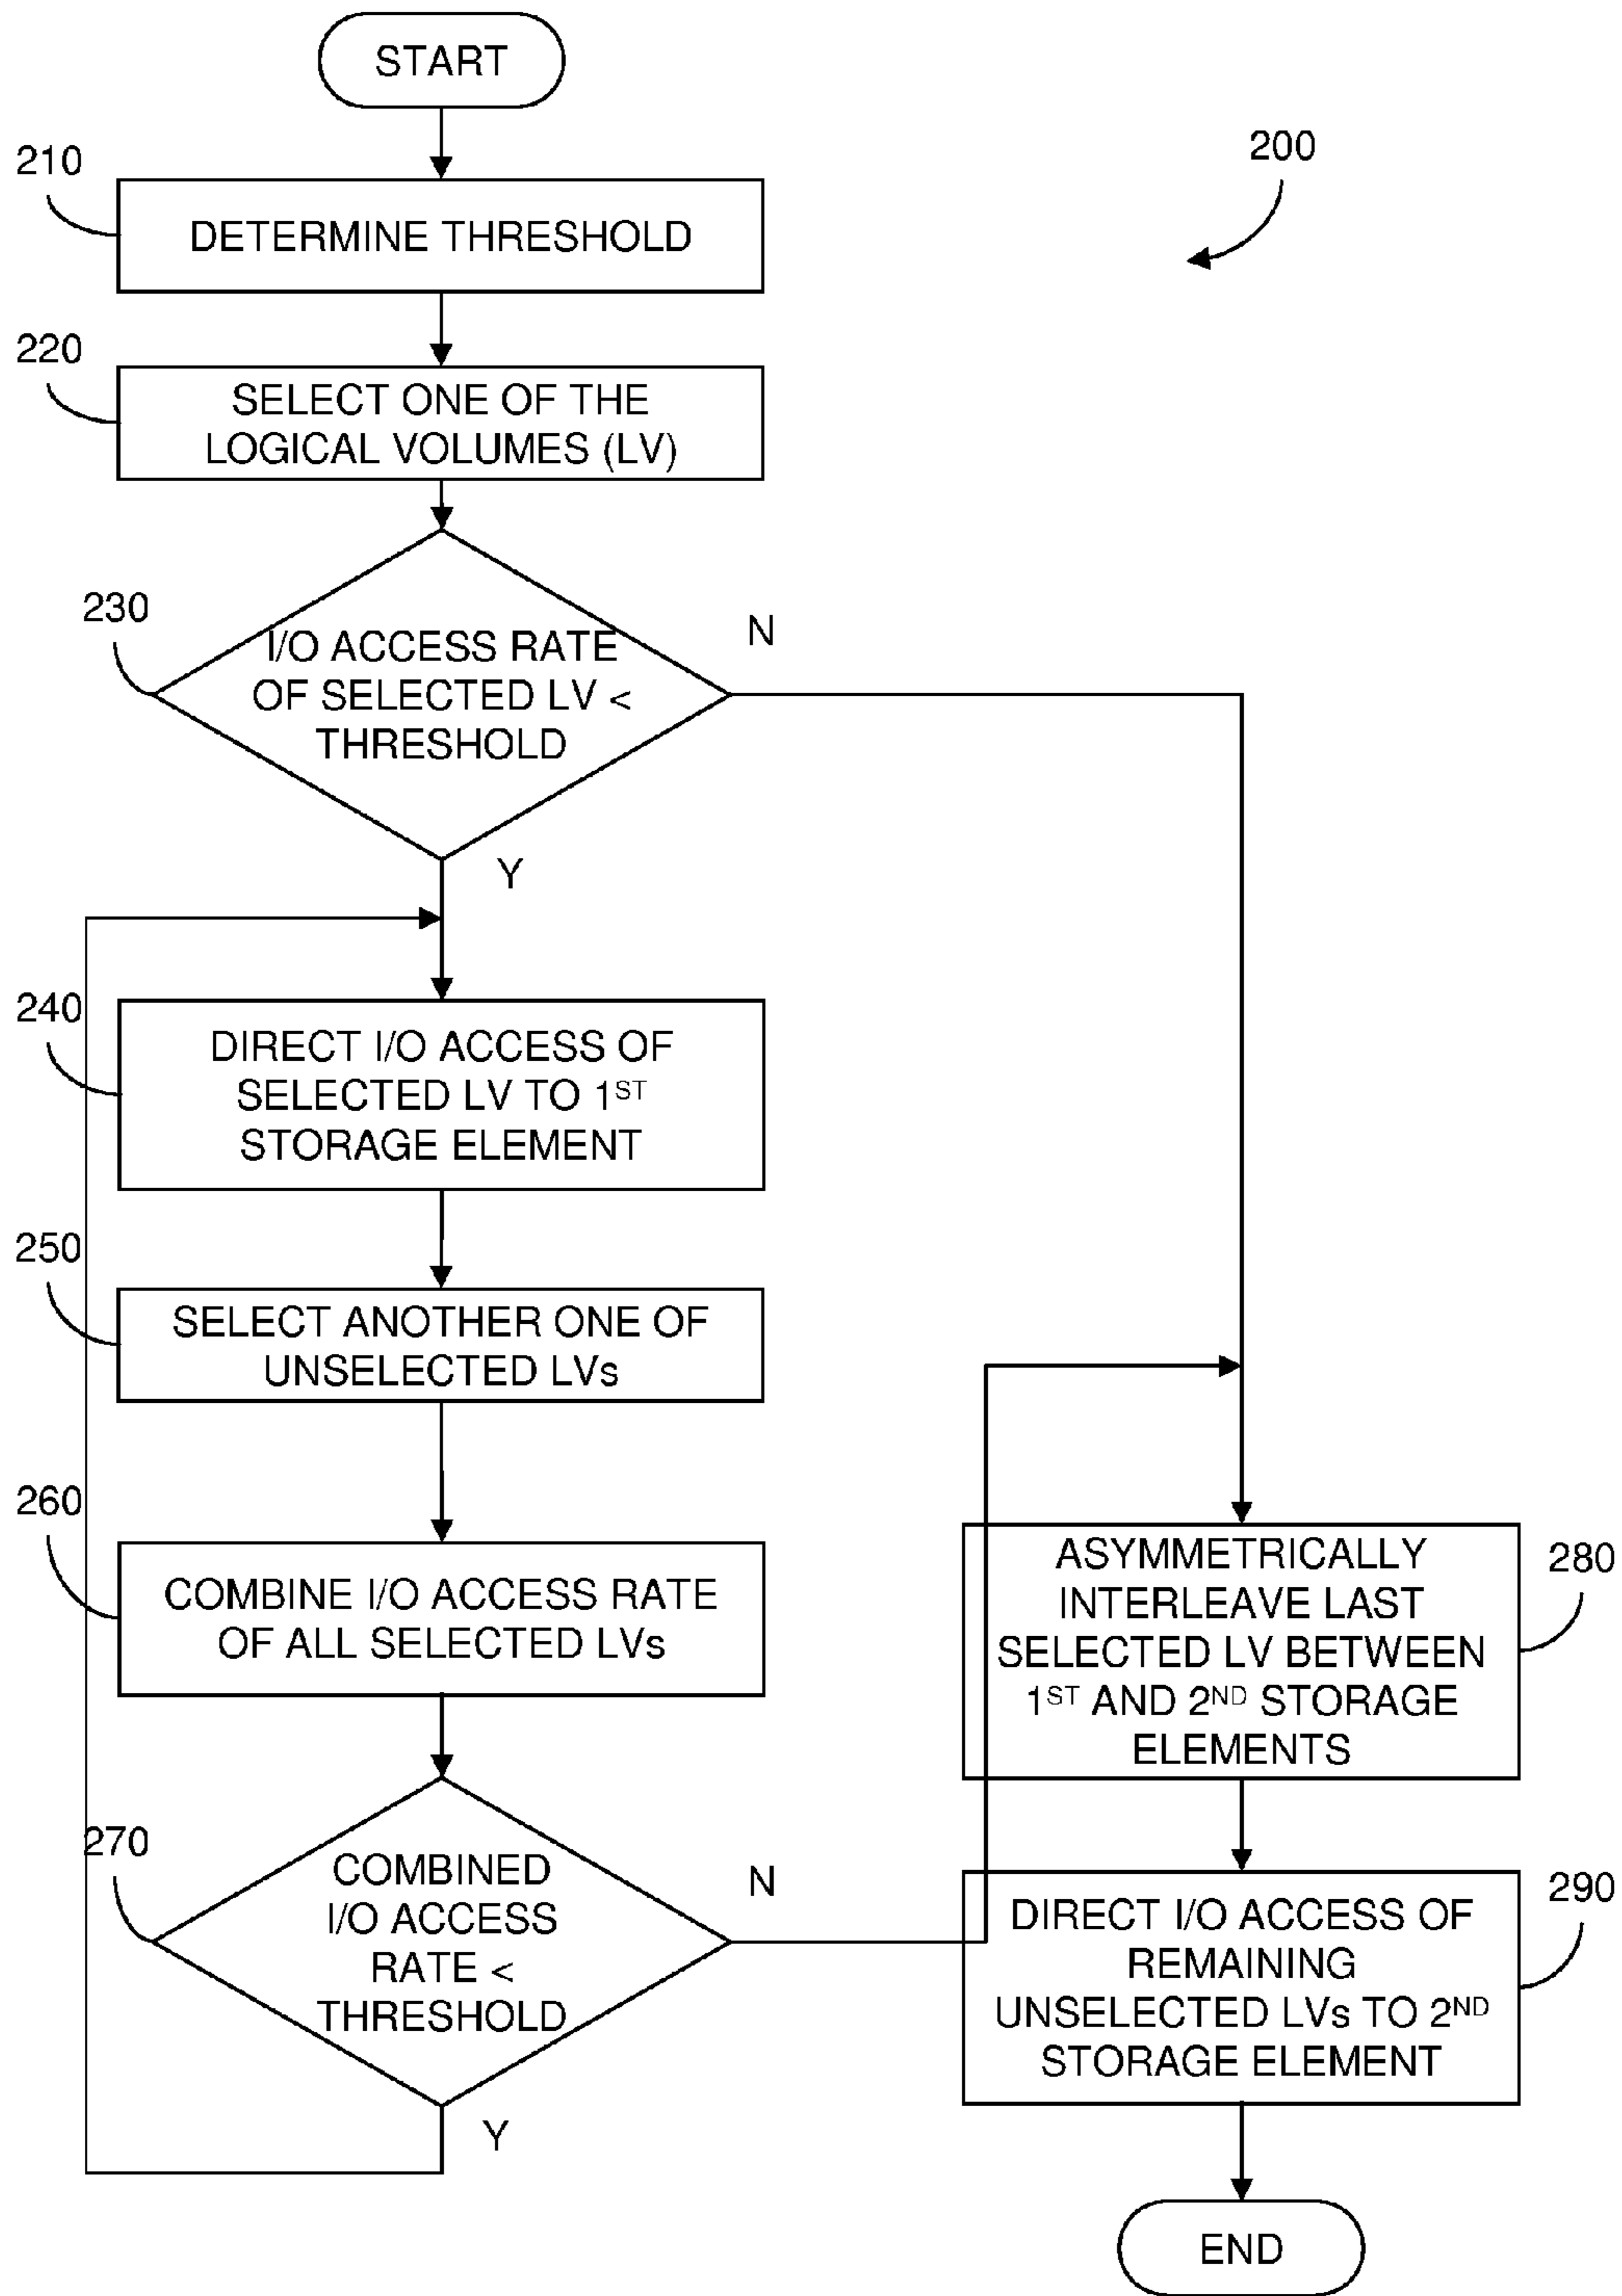 START
200
210
DETERMINE THRESHOLD
220
SELECT ONE OF THE
LOGICAL VOLUMES (LV)
230
I/O ACCESS RATE
OF SELECTED LV <
THRESHOLD
N
Y
240
DIRECT I/O ACCESS OF
SELECTED LV TO 1ST
STORAGE ELEMENT
250
SELECT ANOTHER ONE OF
UNSELECTED LVs
260
COMBINE I/O ACCESS RATE
OF ALL SELECTED LVs
270
COMBINED
I/O ACCESS
RATE <
THRESHOLD
N
Y
280
ASYMMETRICALLY
INTERLEAVE LAST
SELECTED LV BETWEEN
1ST AND 2ND STORAGE
ELEMENTS
290
DIRECT I/O ACCESS OF
REMAINING
UNSELECTED LVs TO 2ND
STORAGE ELEMENT
END